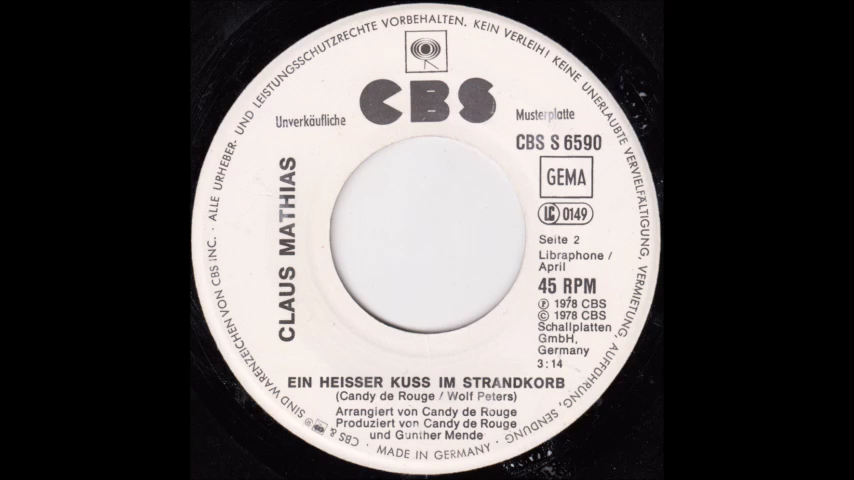 ALLE URHEBER- UND LEISTUNGSSCHUTZRECHTE VORBEHALTEN. KEIN VERLEIH! KEINE UNERLAUBTE VERVIELFÄLTIGUNG, VERMIETUNG, AUFFÜHRUNG, SENDUNG
CBS & SIND WARENZEICHEN VON CBS INC. ·
CBS
Unverkäufliche Musterplatte
CBS S 6590
GEMA
LC 0149
CLAUS MATHIAS
Seite 2
Libraphone /
April
45 RPM
Ⓟ 1978 CBS
© 1978 CBS
Schallplatten
GmbH,
Germany
3:14
EIN HEISSER KUSS IM STRANDKORB
(Candy de Rouge / Wolf Peters)
Arrangiert von Candy de Rouge
Produziert von Candy de Rouge
und Gunther Mende
· MADE IN GERMANY ·